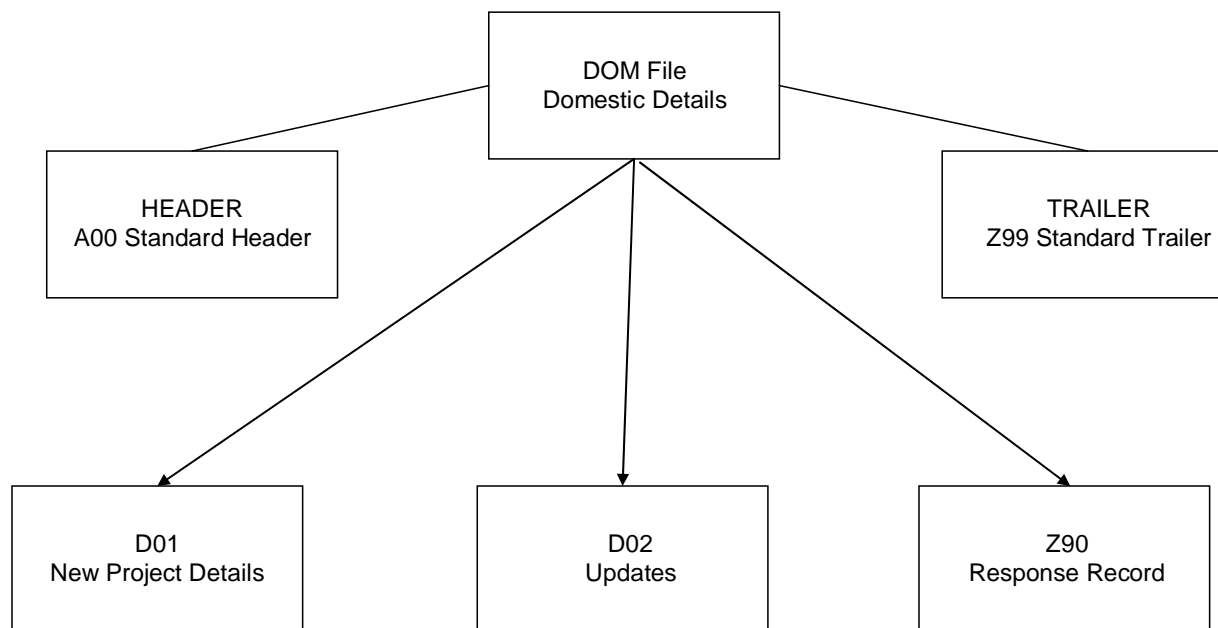 DOM File
Domestic Details
HEADER
A00 Standard Header
TRAILER
Z99 Standard Trailer
D01
New Project Details
D02
Updates
Z90
Response Record